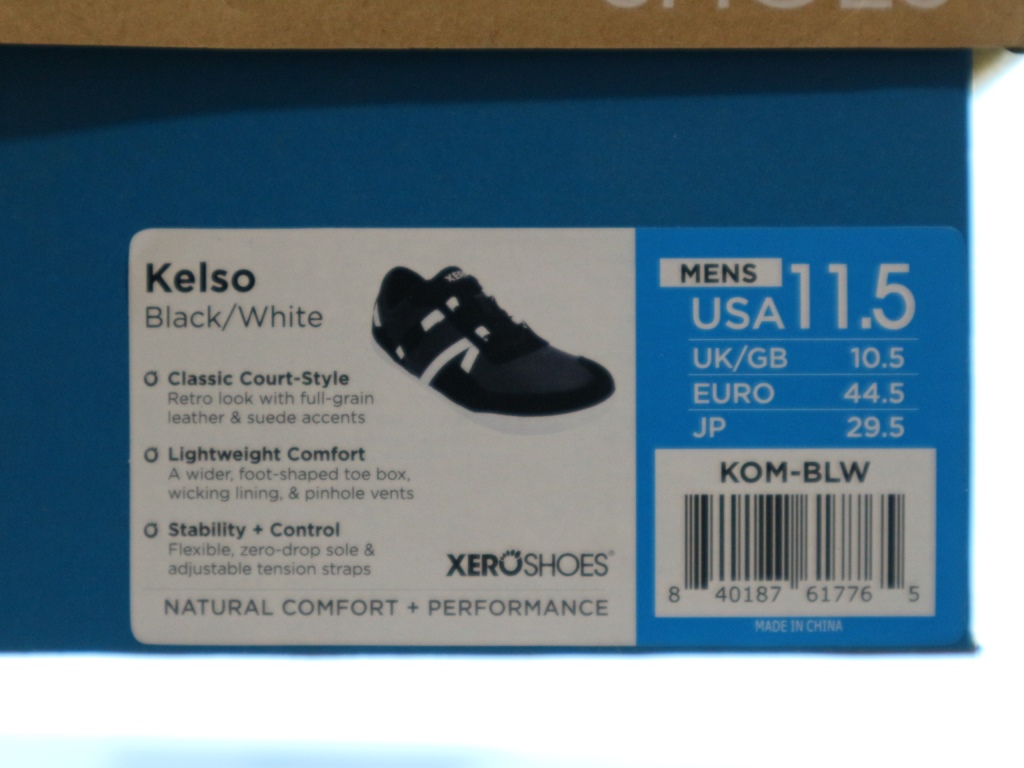 SHOES
Kelso
Black/White
Classic Court-Style
Retro look with full-grain
leather & suede accents
Lightweight Comfort
A wider, foot-shaped toe box,
wicking lining, & pinhole vents
Stability + Control
Flexible, zero-drop sole &
adjustable tension straps
XEROSHOES®
NATURAL COMFORT + PERFORMANCE
XERO
MENS
USA 11.5
UK/GB 10.5
EURO 44.5
JP 29.5
KOM-BLW
8 40187 61776 5
MADE IN CHINA